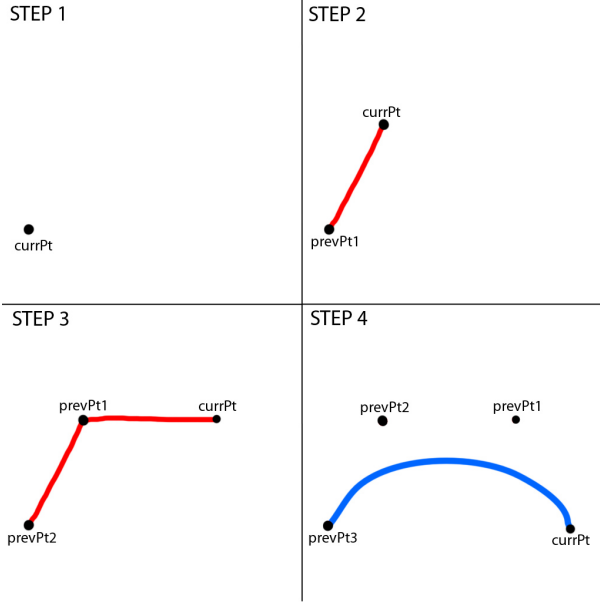 STEP 1
currPt
STEP 2
currPt
prevPt1
STEP 3
prevPt1
currPt
prevPt2
STEP 4
prevPt2
prevPt1
prevPt3
currPt